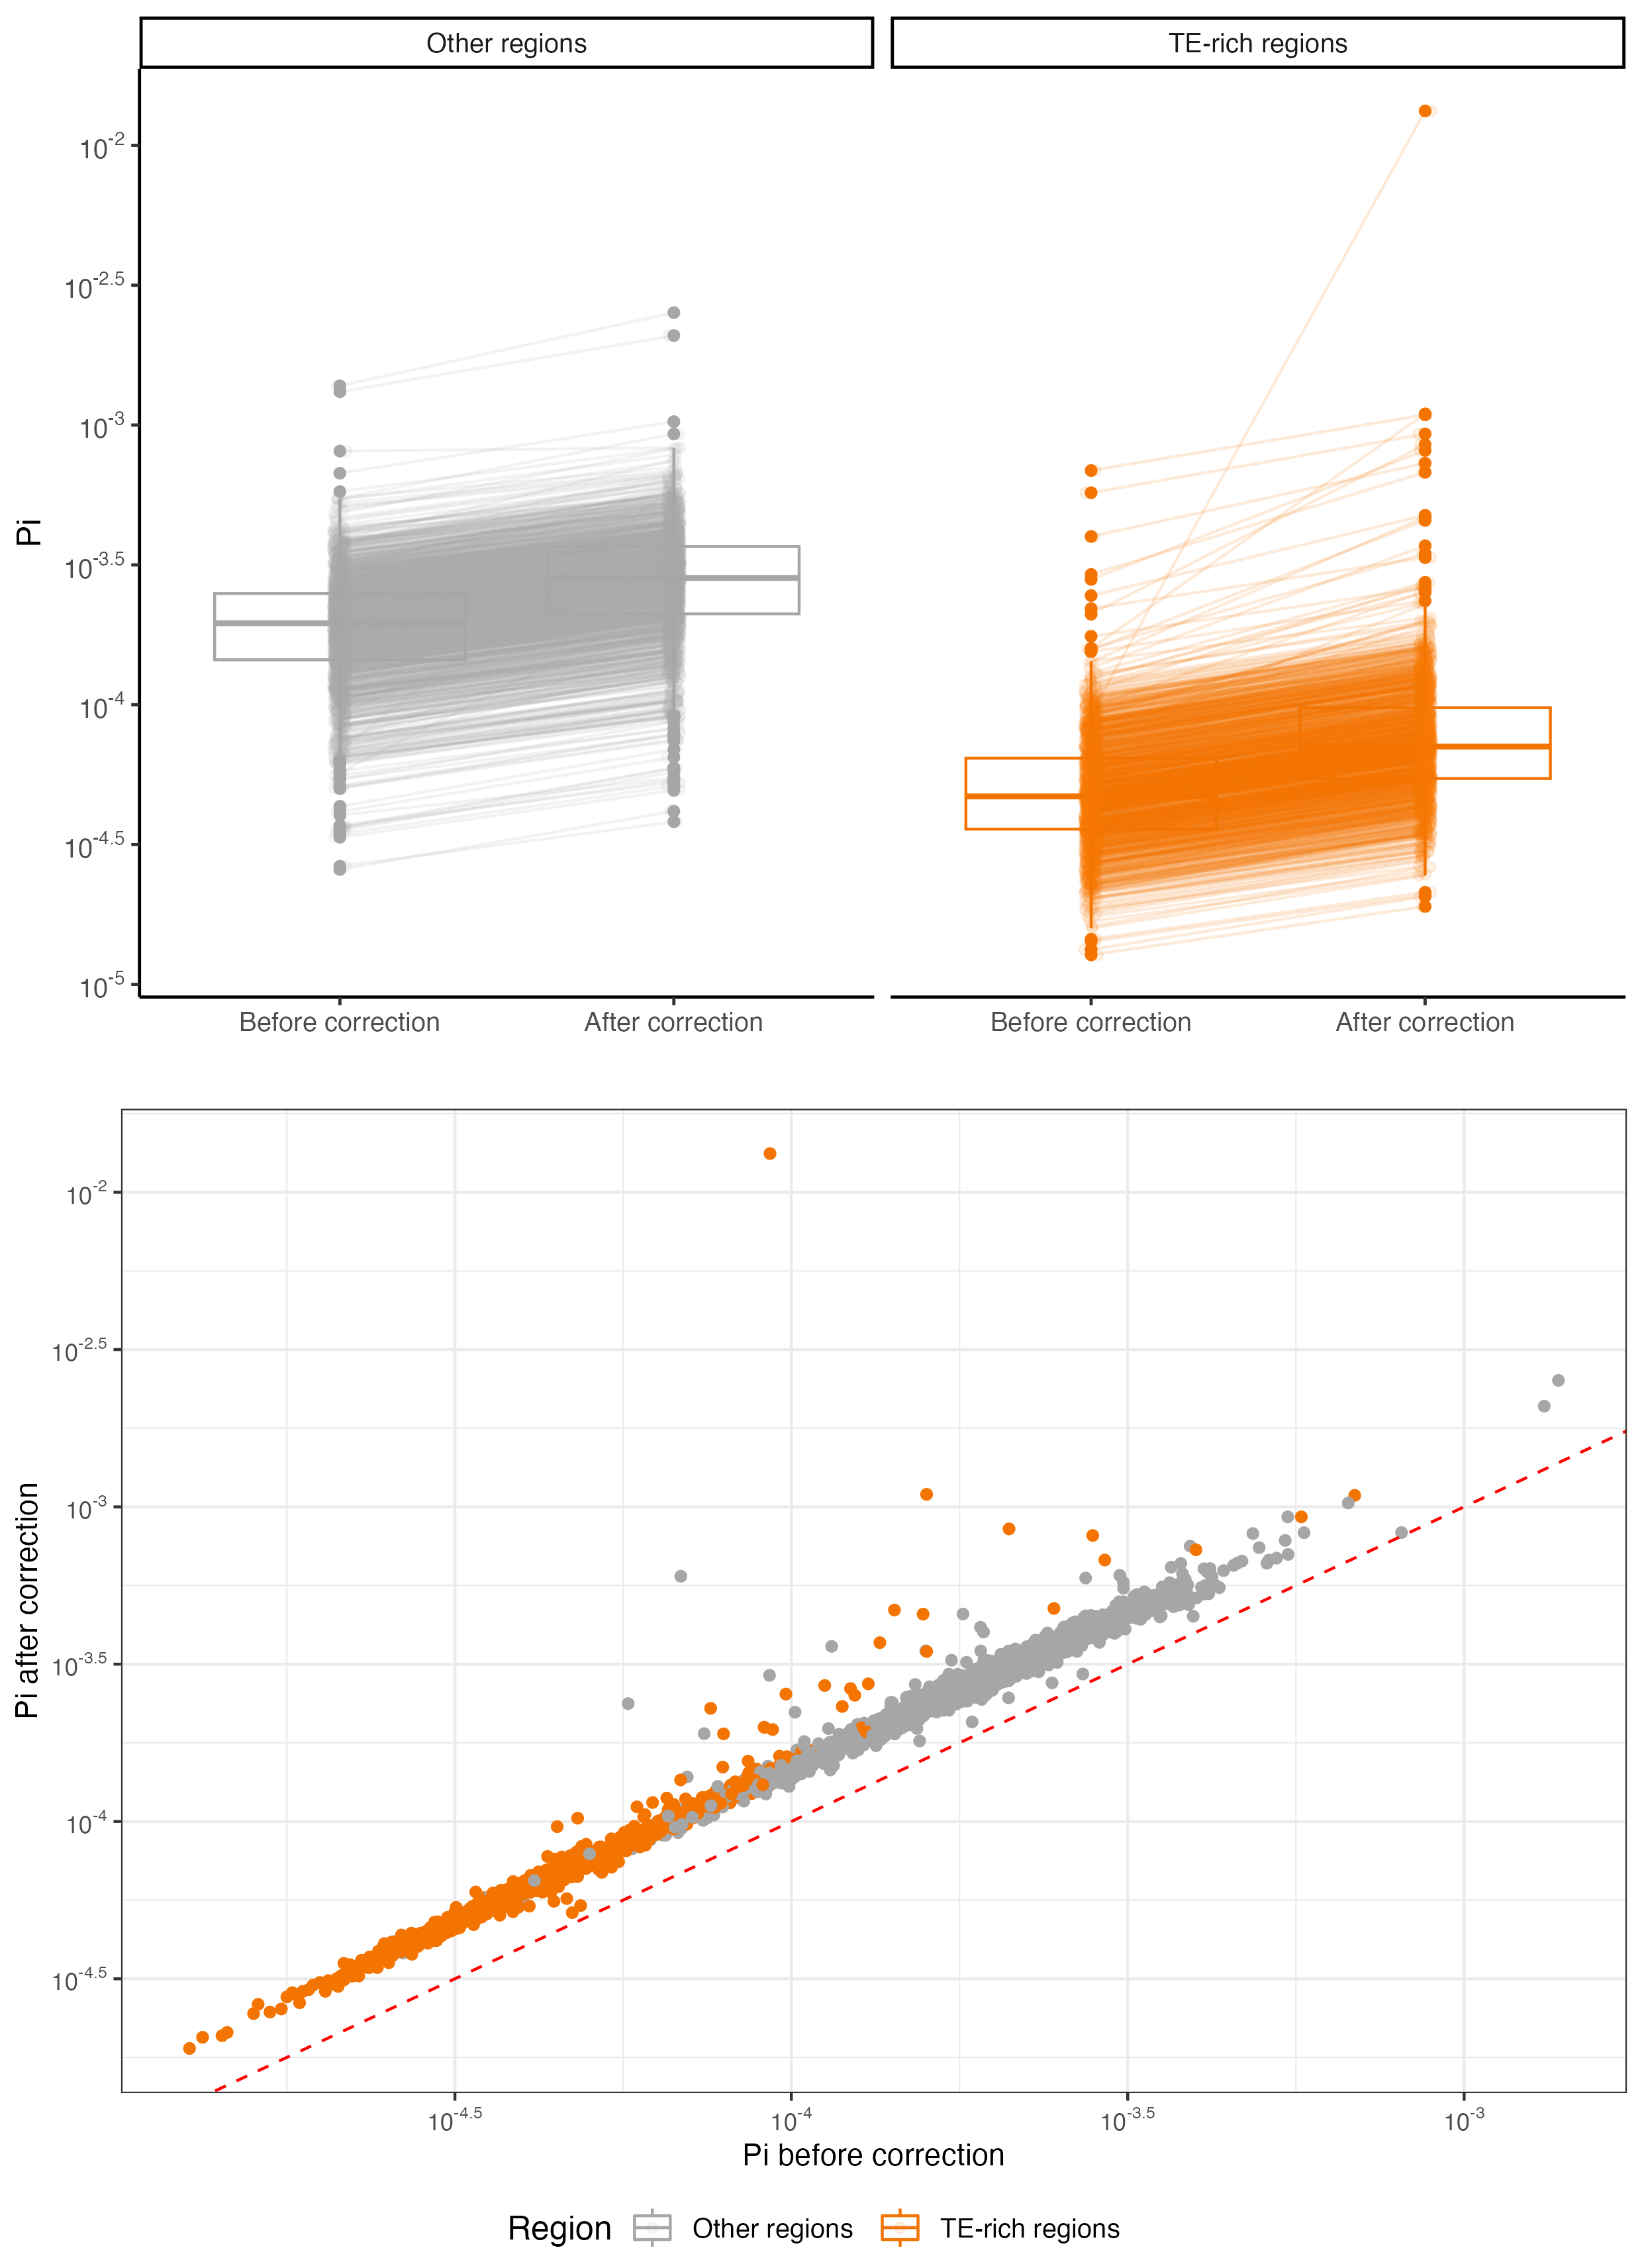 Other regions
TE-rich regions
Pi
10^-2
10^-2.5
10^-3
10^-3.5
10^-4
10^-4.5
10^-5
Before correction
After correction
Before correction
After correction
Pi after correction
10^-2
10^-2.5
10^-3
10^-3.5
10^-4
10^-4.5
10^-4.5
10^-4
10^-3.5
10^-3
Pi before correction
Region
Other regions
TE-rich regions